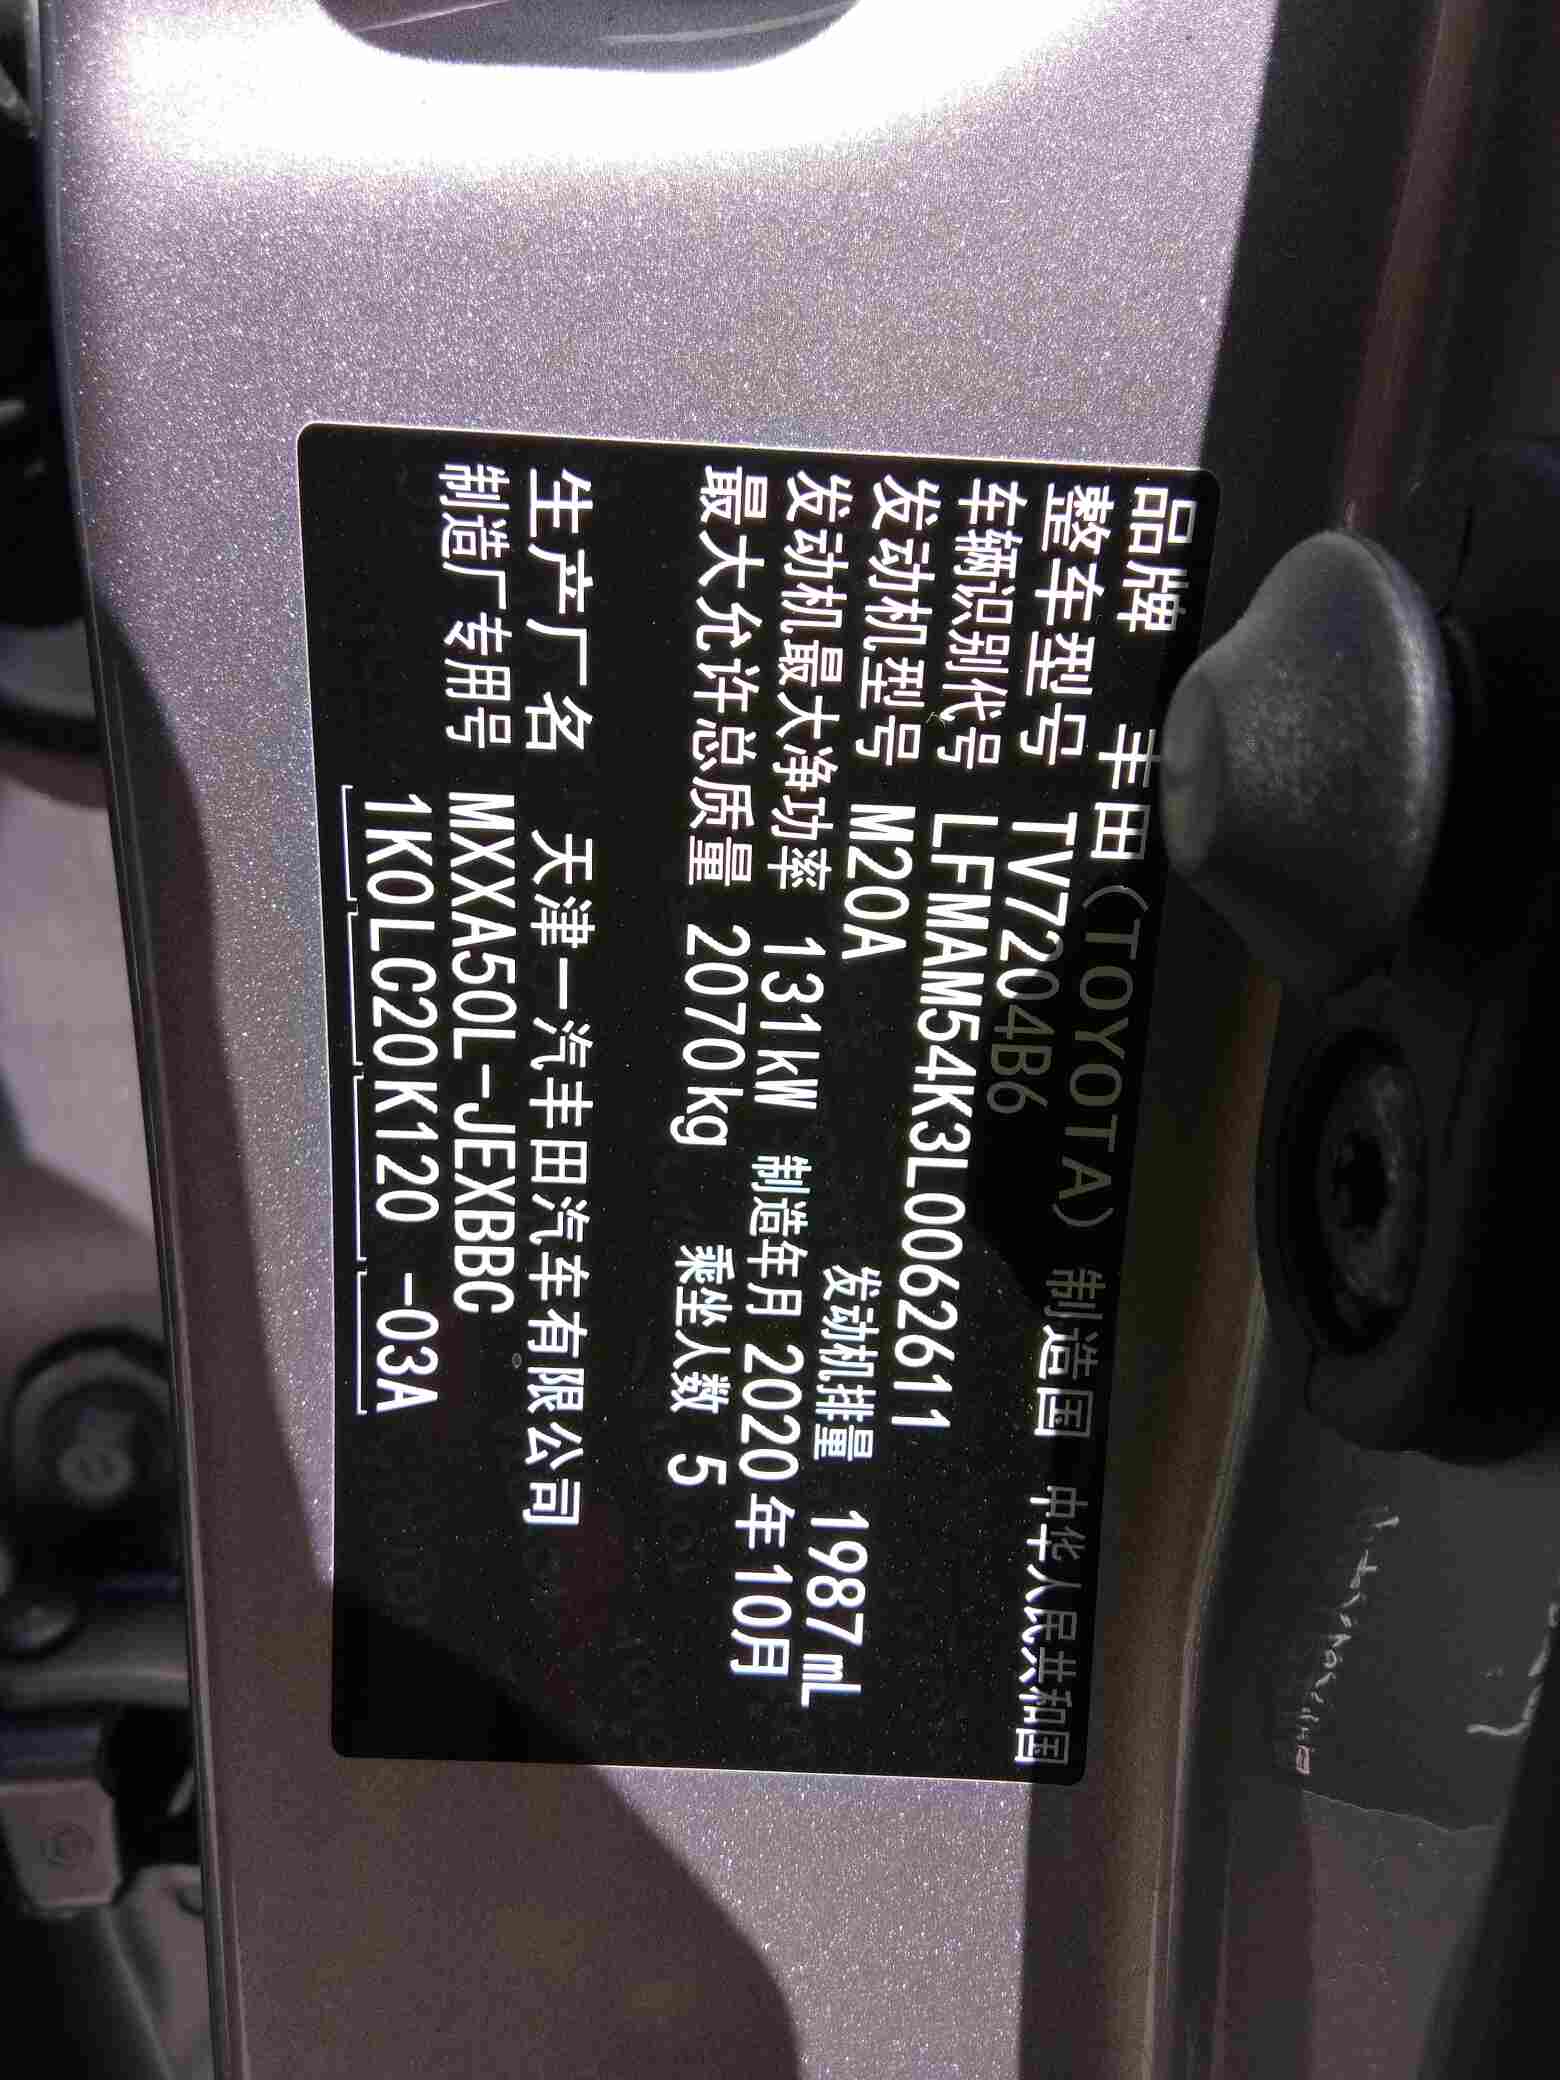 品牌 丰田(TOYOTA) 制造国 中华人民共和国
整车型号 TV7204B6
车辆识别代号 LFMAM54K3L0062611
发动机型号 M20A 发动机排量 1987mL
发动机最大净功率 131kW 制造年月 2020年10月
最大允许总质量 2070kg 乘坐人数 5
生产厂名 天津一汽丰田汽车有限公司
制造厂专用号 MXXA50L-JEXBBC
1K0LC20K120 -03A